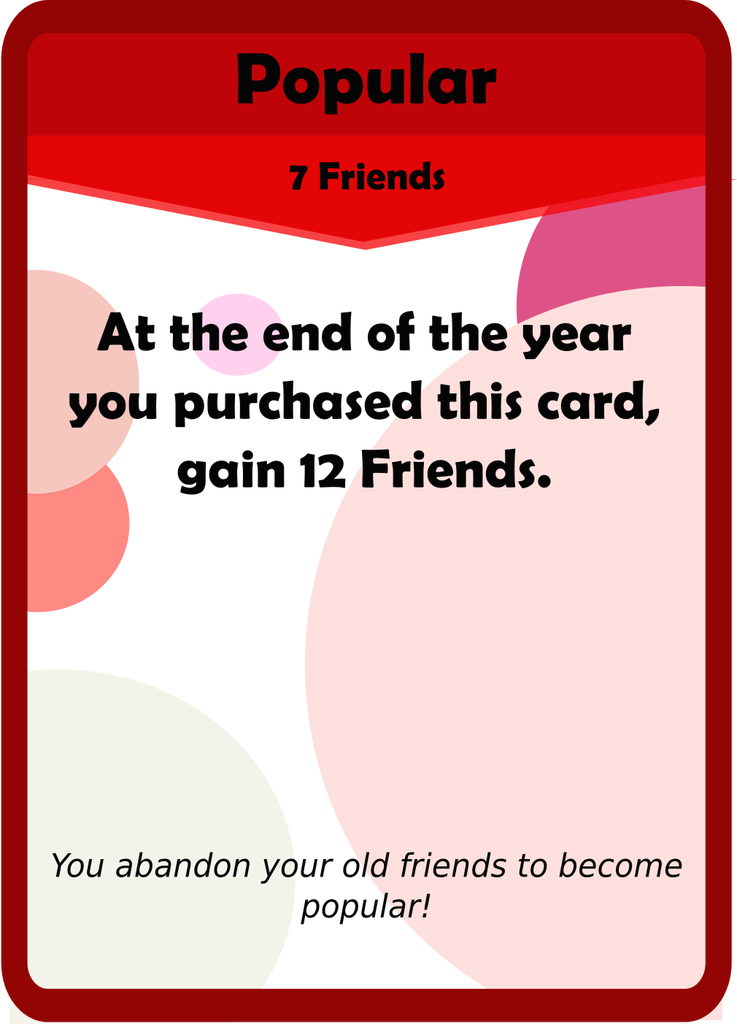 Popular
7 Friends
At the end of the year
you purchased this card,
gain 12 Friends.
You abandon your old friends to become
popular!